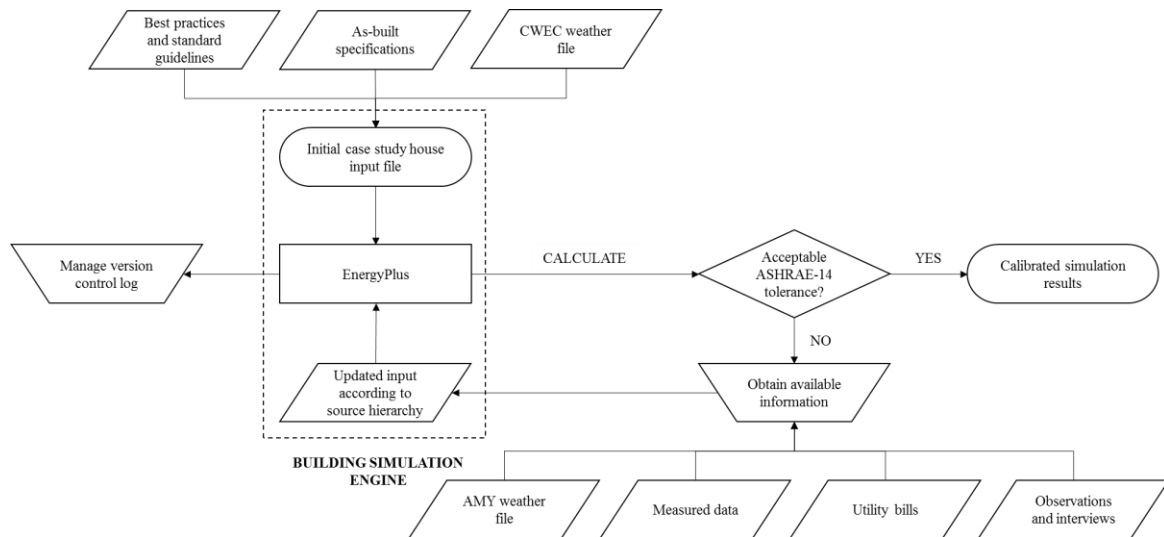 Best practices
and standard
guidelines
As-built
specifications
CWEC weather
file
Initial case study house
input file
Manage version
control log
EnergyPlus
CALCULATE
Acceptable
ASHRAE-14
tolerance?
YES
Calibrated simulation
results
NO
Updated input
according to
source hierarchy
Obtain available
information
BUILDING SIMULATION
ENGINE
AMY weather
file
Measured data
Utility bills
Observations
and interviews